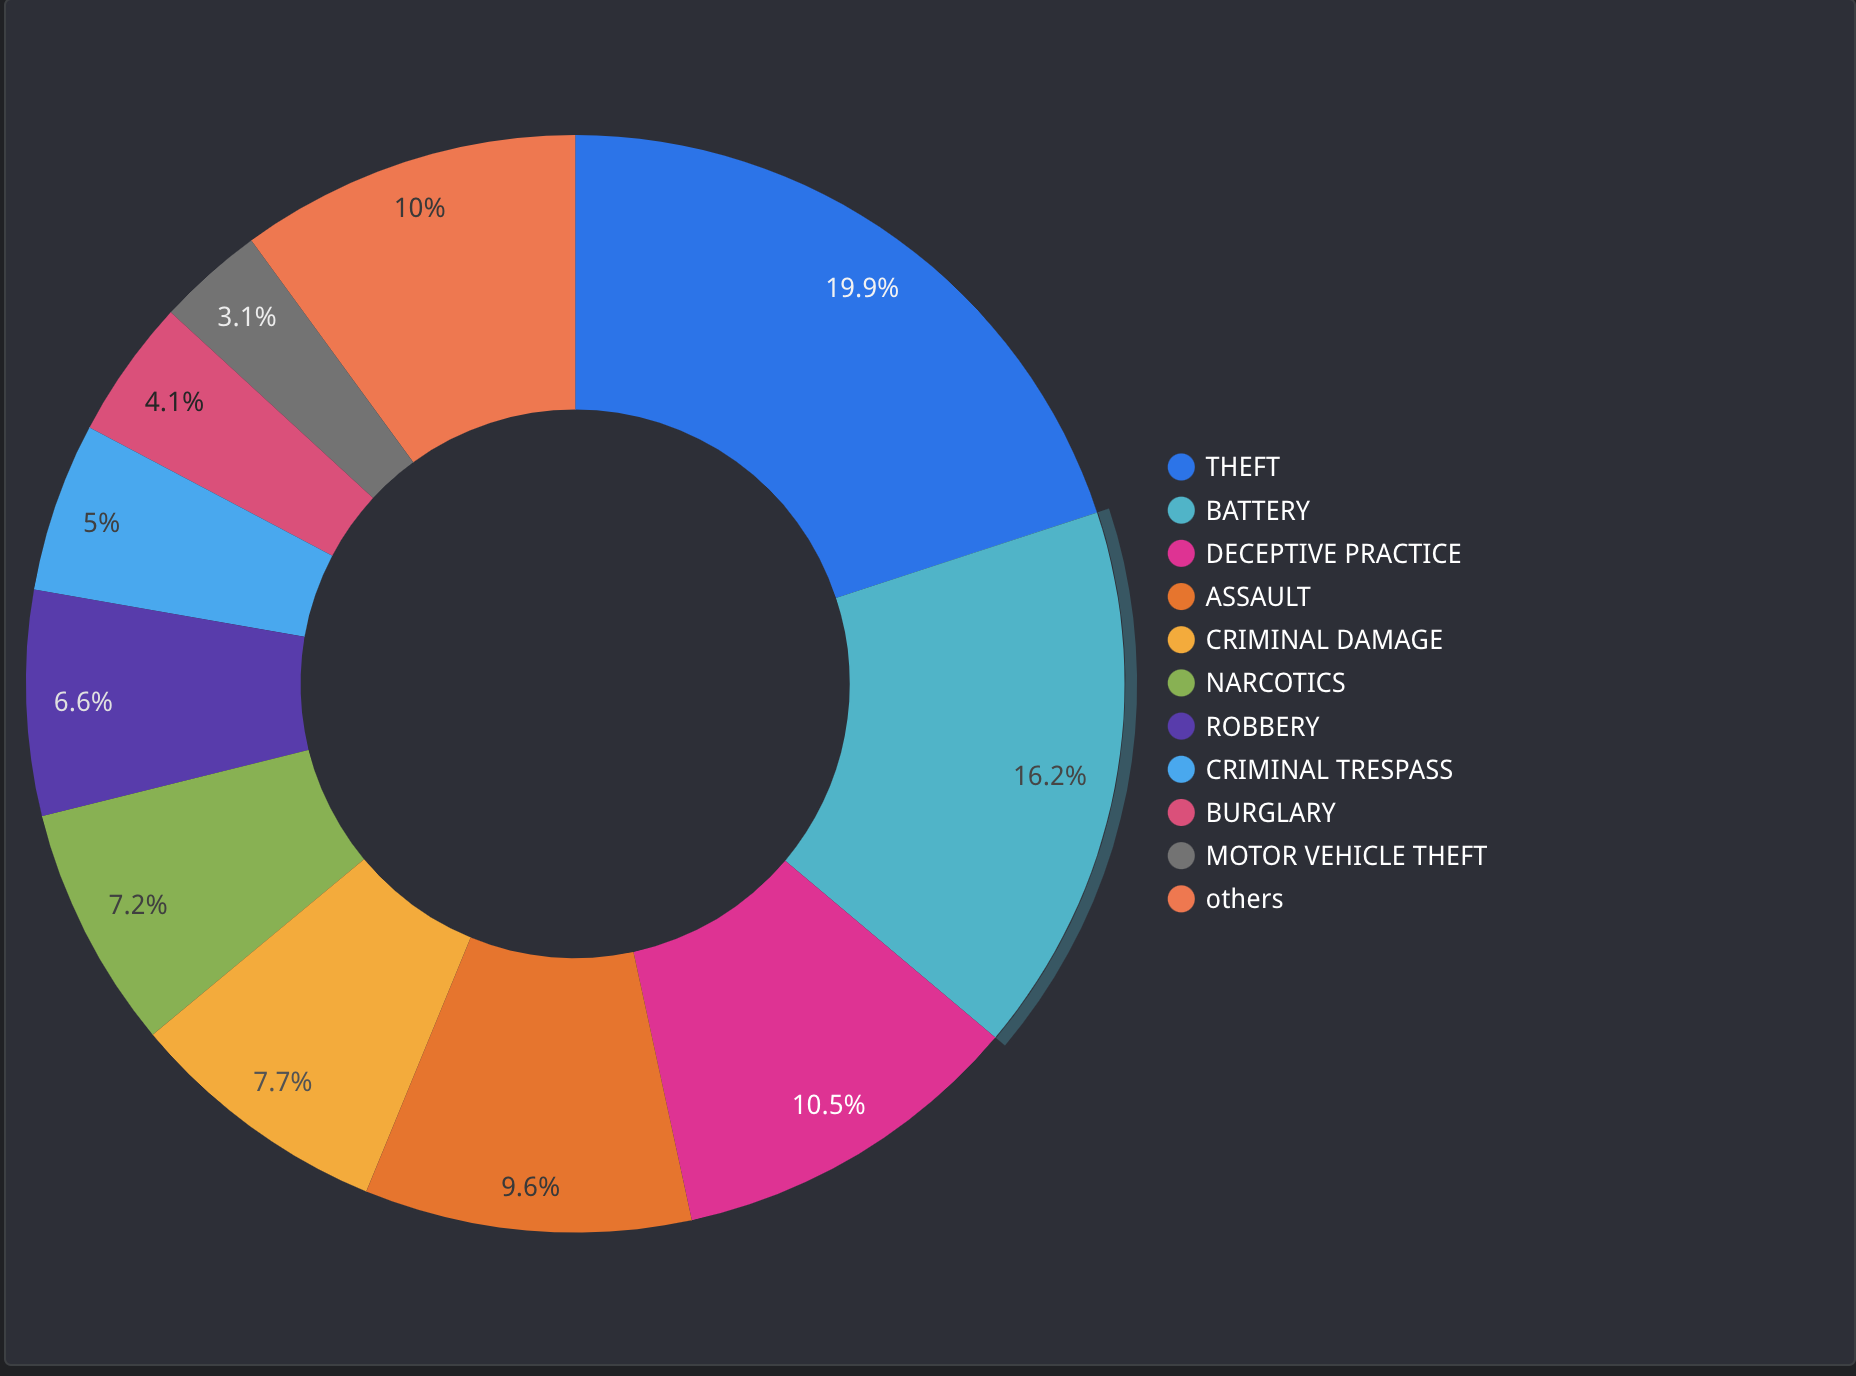 10%
19.9%
3.1%
4.1%
5%
6.6%
16.2%
7.2%
7.7%
10.5%
9.6%
THEFT
BATTERY
DECEPTIVE PRACTICE
ASSAULT
CRIMINAL DAMAGE
NARCOTICS
ROBBERY
CRIMINAL TRESPASS
BURGLARY
MOTOR VEHICLE THEFT
others